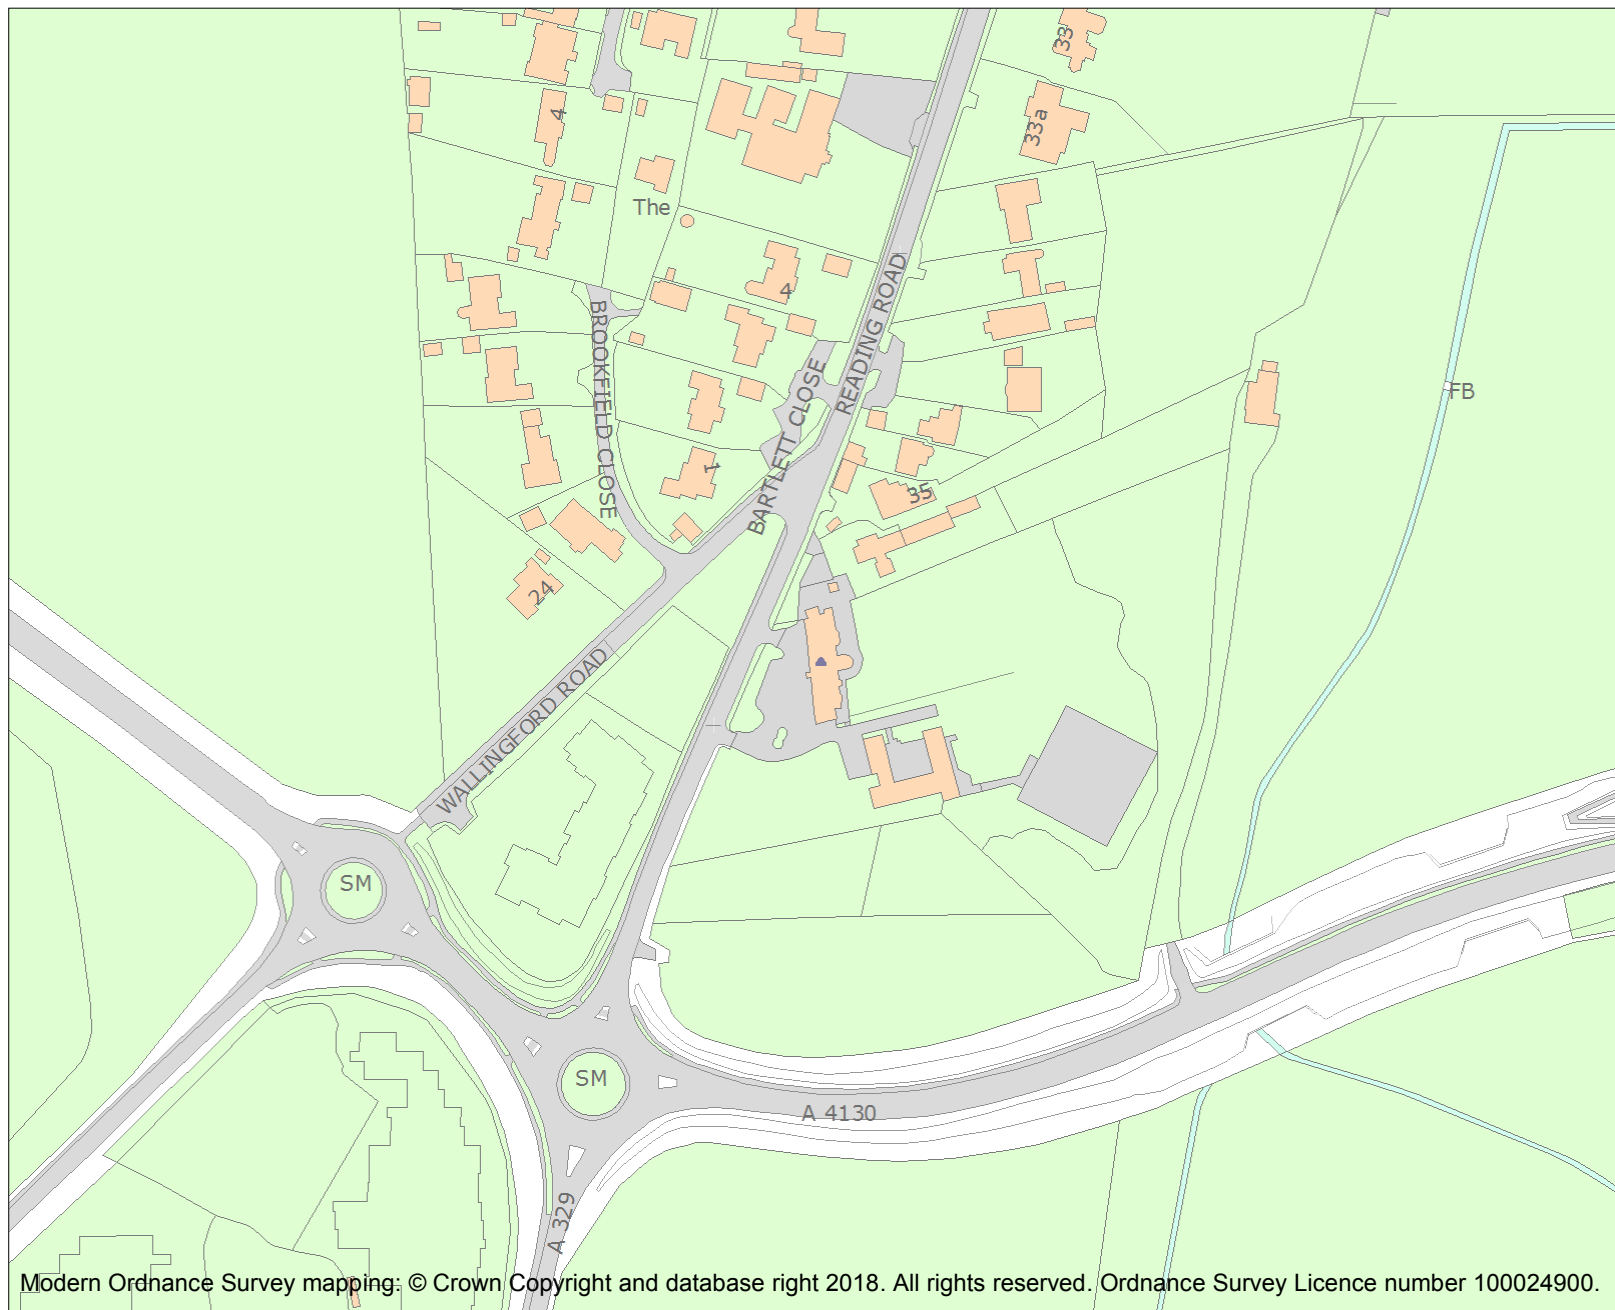 33
4
33a
The
4
READING ROAD
BROOKFIELD CLOSE
BARTLETT CLOSE
FB
1
35
24
WALLINGFORD ROAD
SM
SM
A 4130
A 329
Modern Ordnance Survey mapping: © Crown Copyright and database right 2018. All rights reserved. Ordnance Survey Licence number 100024900.